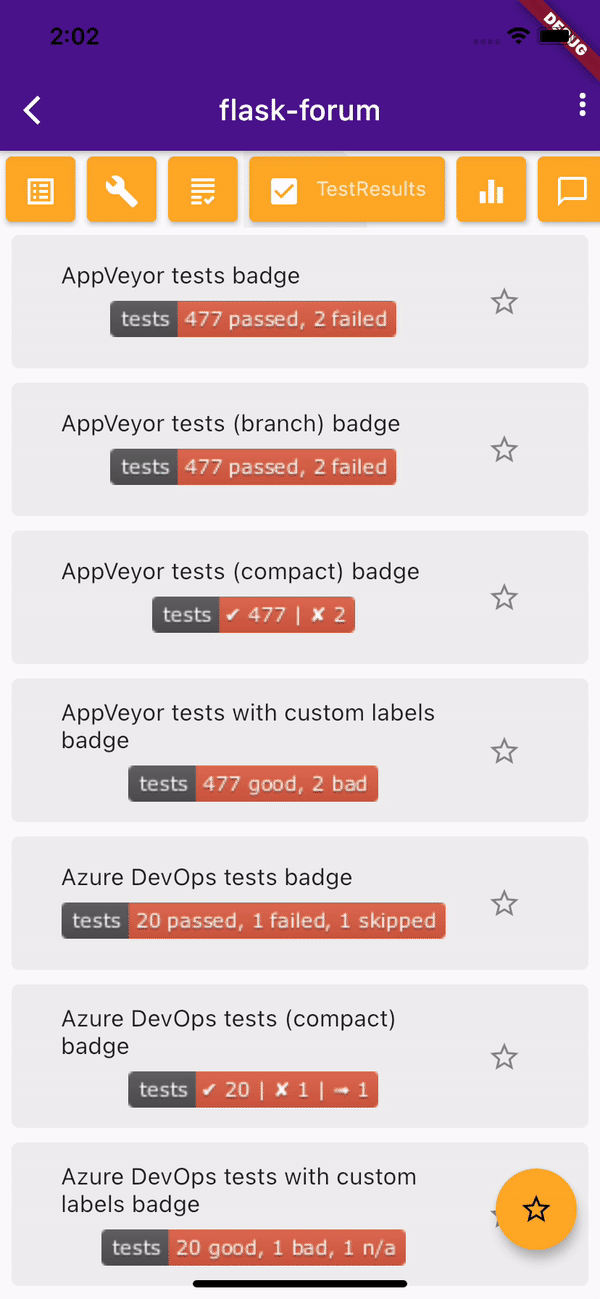 2:02
DEBUG
flask-forum
TestResults
AppVeyor tests badge
tests 477 passed, 2 failed
AppVeyor tests (branch) badge
tests 477 passed, 2 failed
AppVeyor tests (compact) badge
tests ✔ 477 | ✘ 2
AppVeyor tests with custom labels
badge
tests 477 good, 2 bad
Azure DevOps tests badge
tests 20 passed, 1 failed, 1 skipped
Azure DevOps tests (compact)
badge
tests ✔ 20 | ✘ 1 | ➟ 1
Azure DevOps tests with custom
labels badge
tests 20 good, 1 bad, 1 n/a